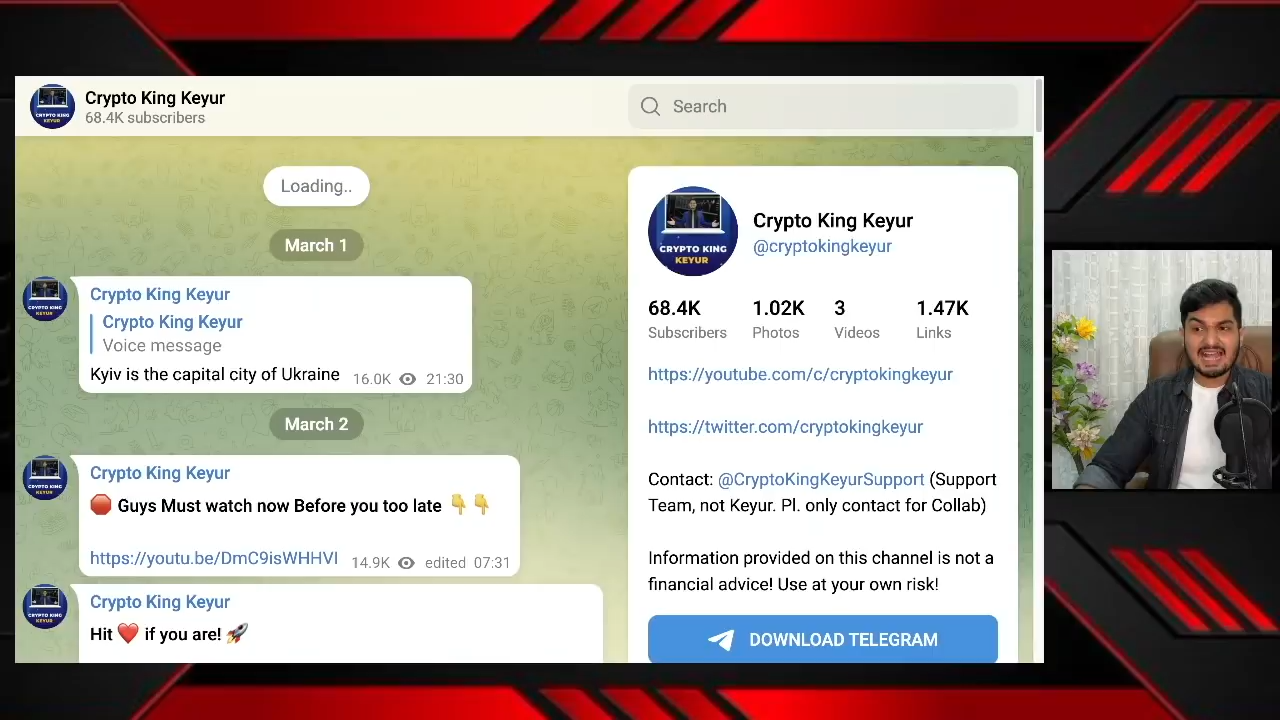 Crypto King Keyur
68.4K subscribers
Search
Loading..
March 1
Crypto King Keyur
Crypto King Keyur
Voice message
Kyiv is the capital city of Ukraine 16.0K 21:30
March 2
Crypto King Keyur
🛑 Guys Must watch now Before you too late 👇👇
https://youtu.be/DmC9isWHHVI 14.9K edited 07:31
Crypto King Keyur
Hit ❤️ if you are! 🚀
CRYPTO KING
KEYUR
Crypto King Keyur
@cryptokingkeyur
68.4K 1.02K 3 1.47K
Subscribers Photos Videos Links
https://youtube.com/c/cryptokingkeyur
https://twitter.com/cryptokingkeyur
Contact: @CryptoKingKeyurSupport (Support
Team, not Keyur. Pl. only contact for Collab)
Information provided on this channel is not a
financial advice! Use at your own risk!
DOWNLOAD TELEGRAM